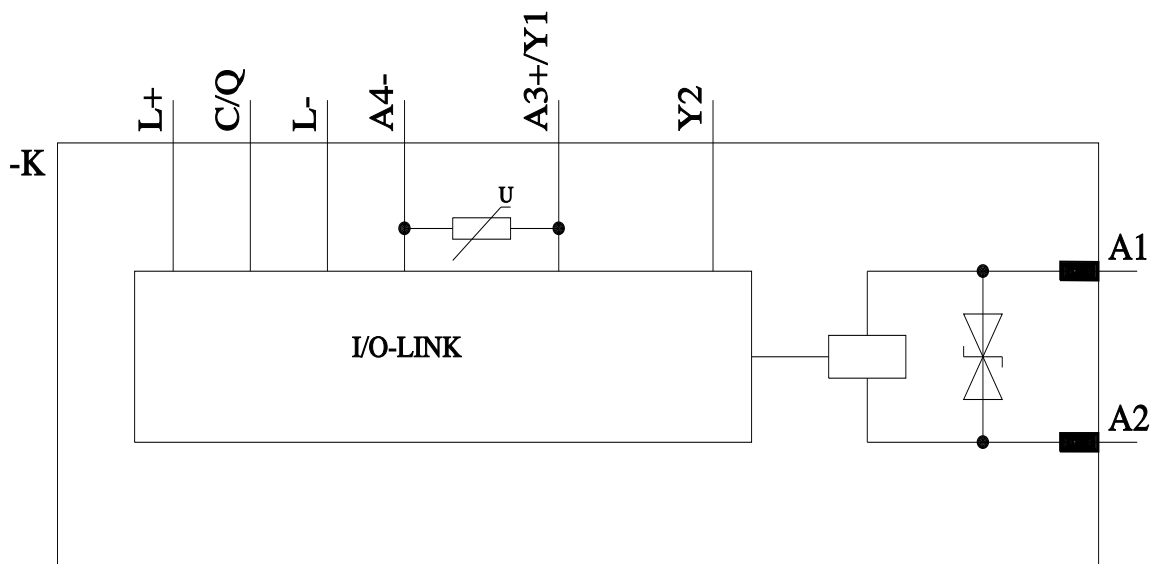 L+
C/Q
L-
A4-
A3+/Y1
Y2
-K
U
A1
I/O-LINK
A2